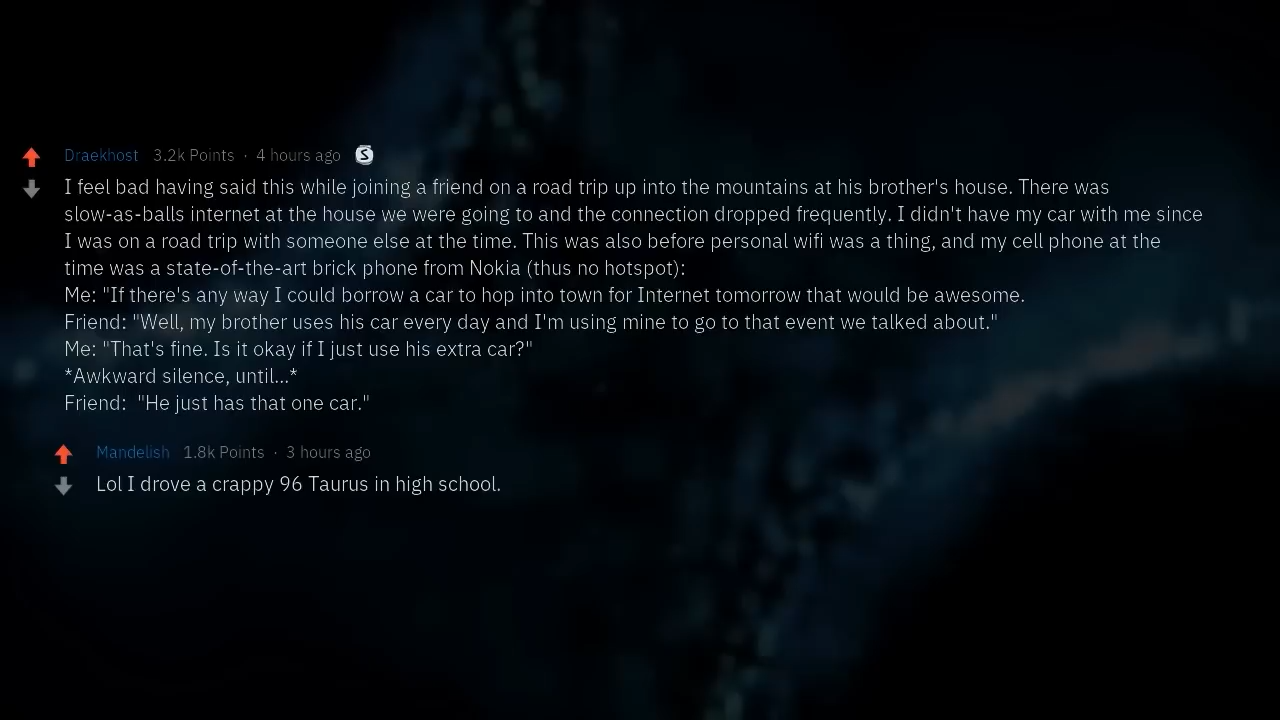 Draekhost 3.2k Points · 4 hours ago S
I feel bad having said this while joining a friend on a road trip up into the mountains at his brother's house. There was
slow-as-balls internet at the house we were going to and the connection dropped frequently. I didn't have my car with me since
I was on a road trip with someone else at the time. This was also before personal wifi was a thing, and my cell phone at the
time was a state-of-the-art brick phone from Nokia (thus no hotspot):
Me: "If there's any way I could borrow a car to hop into town for Internet tomorrow that would be awesome.
Friend: "Well, my brother uses his car every day and I'm using mine to go to that event we talked about."
Me: "That's fine. Is it okay if I just use his extra car?"
*Awkward silence, until...*
Friend:  "He just has that one car."
Mandelish 1.8k Points · 3 hours ago
Lol I drove a crappy 96 Taurus in high school.